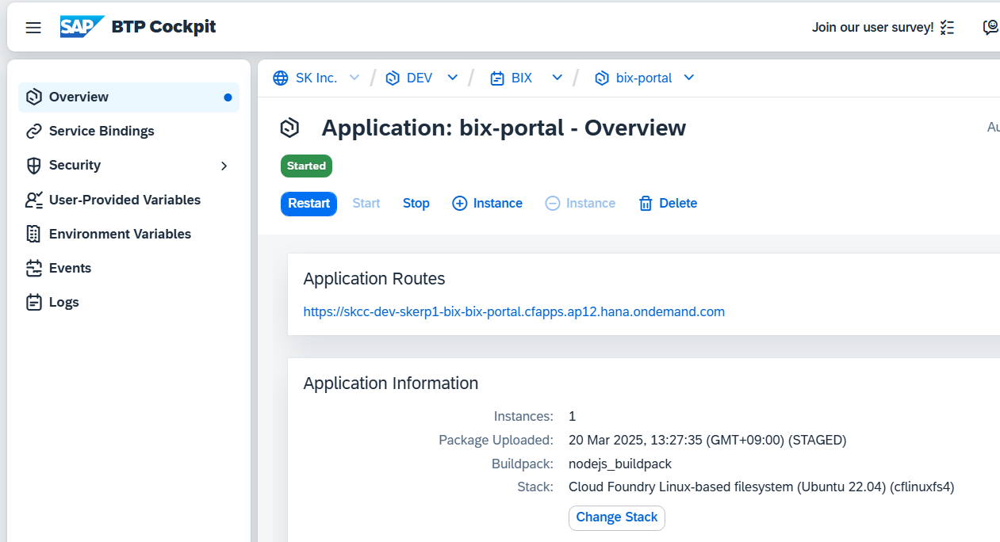 SAP BTP Cockpit
Join our user survey!
Overview
Service Bindings
Security
User-Provided Variables
Environment Variables
Events
Logs
SK Inc. / DEV / BIX / bix-portal
Application: bix-portal - Overview
Started
Restart Start Stop Instance Instance Delete
Application Routes
https://skcc-dev-skerp1-bix-bix-portal.cfapps.ap12.hana.ondemand.com
Application Information
Instances: 1
Package Uploaded: 20 Mar 2025, 13:27:35 (GMT+09:00) (STAGED)
Buildpack: nodejs_buildpack
Stack: Cloud Foundry Linux-based filesystem (Ubuntu 22.04) (cflinuxfs4)
Change Stack